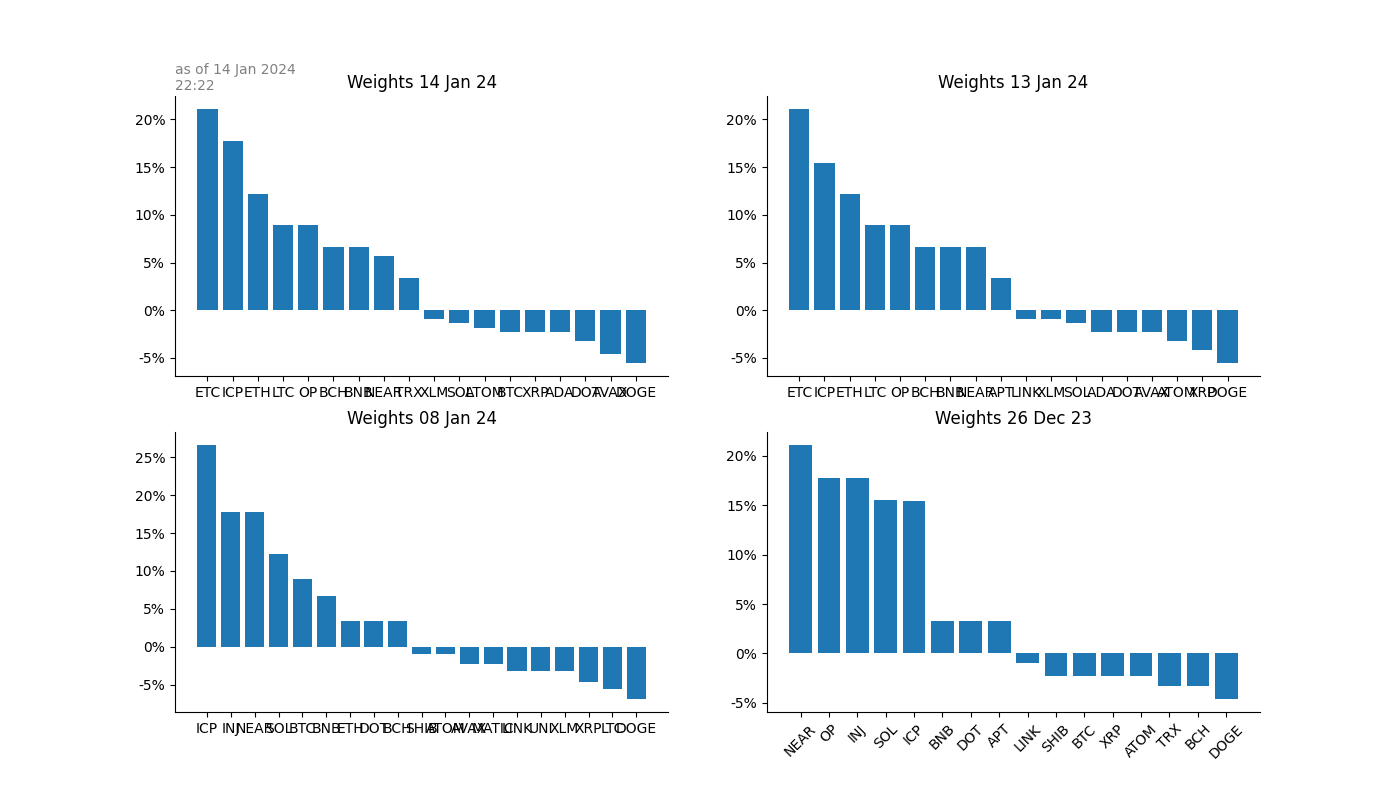 as of 14 Jan 2024
22:22
Weights 14 Jan 24
20%
15%
10%
5%
0%
-5%
ETC ICP ETH LTC OP BCH BNB NEAR TRX XLM SOL ATOM BTC XRP ADA DOT AVAX DOGE
Weights 13 Jan 24
20%
15%
10%
5%
0%
-5%
ETC ICP ETH LTC OP BCH BNB NEAR APT LINK XLM SOL ADA DOT AVAX ATOM XRP DOGE
Weights 08 Jan 24
25%
20%
15%
10%
5%
0%
-5%
ICP INJ NEAR SOL BTC BNB ETH DOT BCH SHIB ATOM AVAX MATIC LINK UNI XLM XRP LTC DOGE
Weights 26 Dec 23
20%
15%
10%
5%
0%
-5%
NEAR OP INJ SOL ICP BNB DOT APT LINK SHIB BTC XRP ATOM TRX BCH DOGE